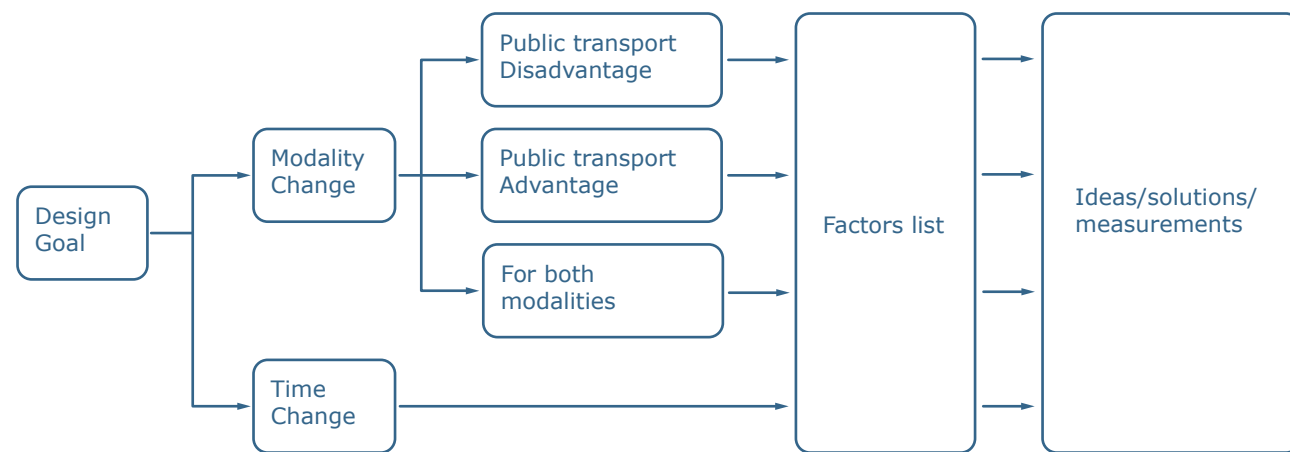 Design
Goal
Modality
Change
Time
Change
Public transport
Disadvantage
Public transport
Advantage
For both
modalities
Factors list
Ideas/solutions/
measurements